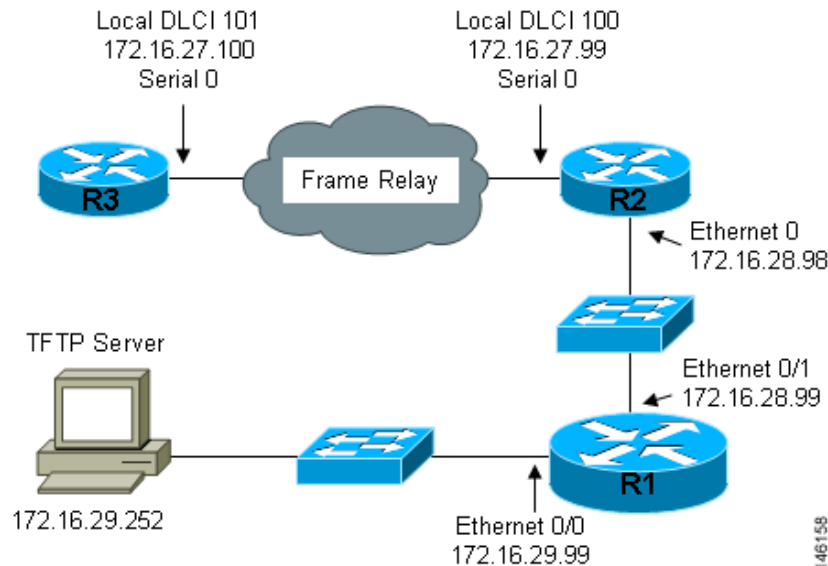 Local DLCI 101
172.16.27.100
Serial 0
Local DLCI 100
172.16.27.99
Serial 0
R3
Frame Relay
R2
Ethernet 0
172.16.28.98
TFTP Server
172.16.29.252
Ethernet 0/1
172.16.28.99
R1
Ethernet 0/0
172.16.29.99
146158